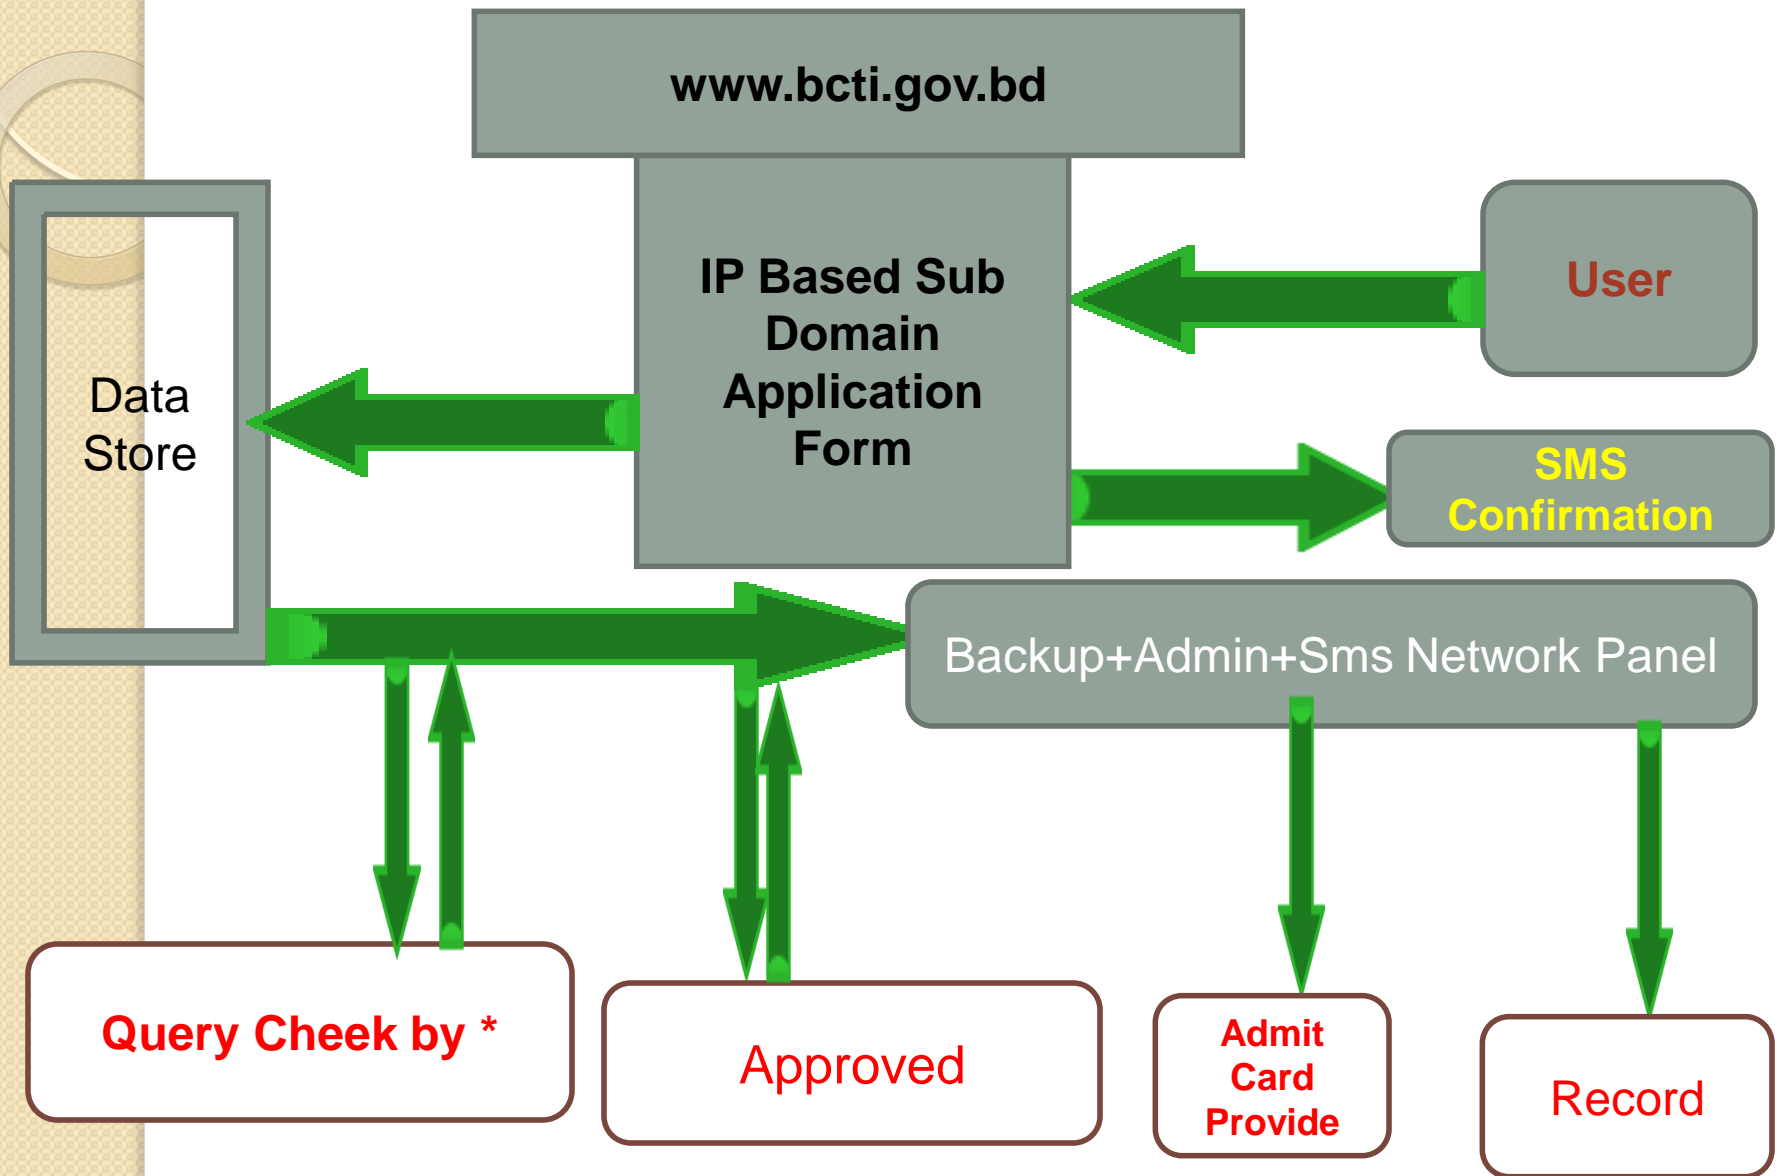 www.bcti.gov.bd
IP Based Sub
Domain
Application
Form
User
Data
Store
SMS
Confirmation
Backup+Admin+Sms Network Panel
Query Cheek by *
Approved
Admit
Card
Provide
Record